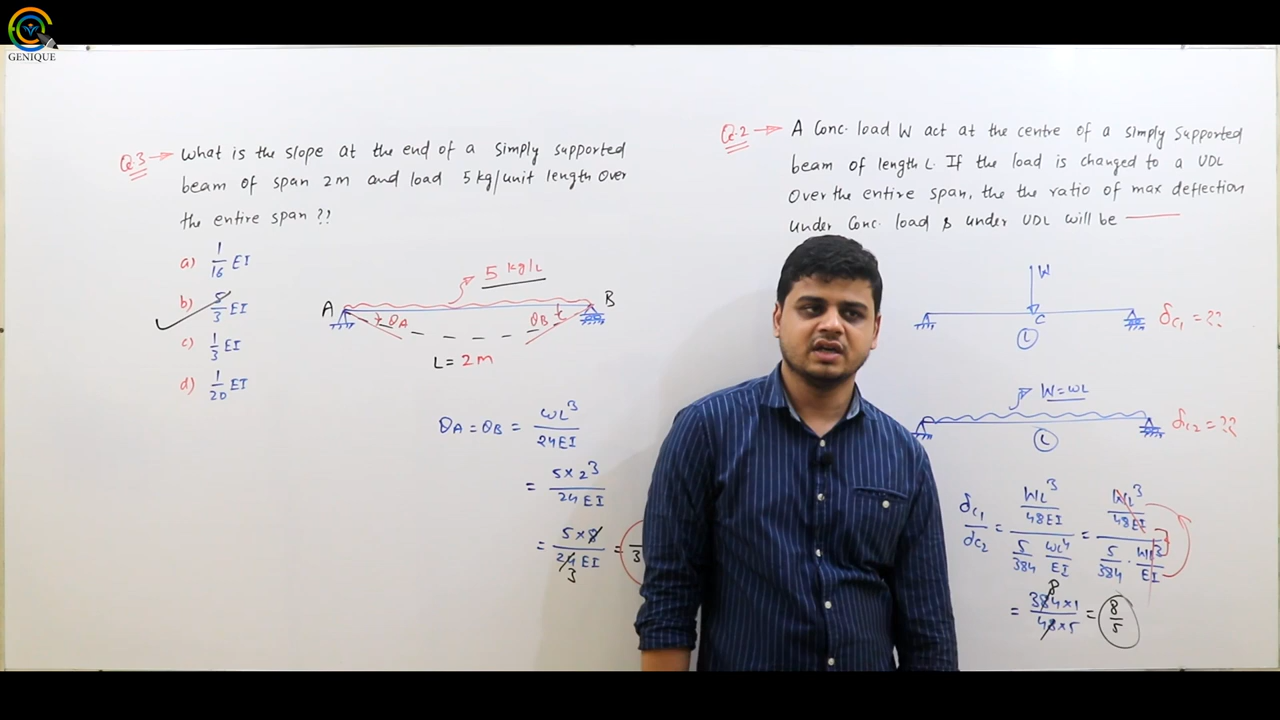 GENIQUE
Q.3 → What is the slope at the end of a simply supported
beam of span 2m and load 5 kg/unit length over
the entire span ??
a) 1/16 EI
b) 5/3 EI
c) 1/3 EI
d) 1/20 EI
5 kg/L
A B
θA θB
L = 2m
θA = θB = wL³/24EI
= 5×2³/24EI
= 5×8/24EI = 
3
3
Q.2 → A Conc. load W act at the centre of a simply supported
beam of length L. If the load is changed to a UDL
over the entire span, the the ratio of max deflection
under Conc. load & under UDL will be
W
C
δc1 = ??
L
W = wL
δc2 = ??
L
δc1/δc2 = (WL³/48EI)/(5/384 wL⁴/EI) = (WL³/48EI)/(5/384 · WL³/EI)
8
= 384×1/48×5 = 8/5